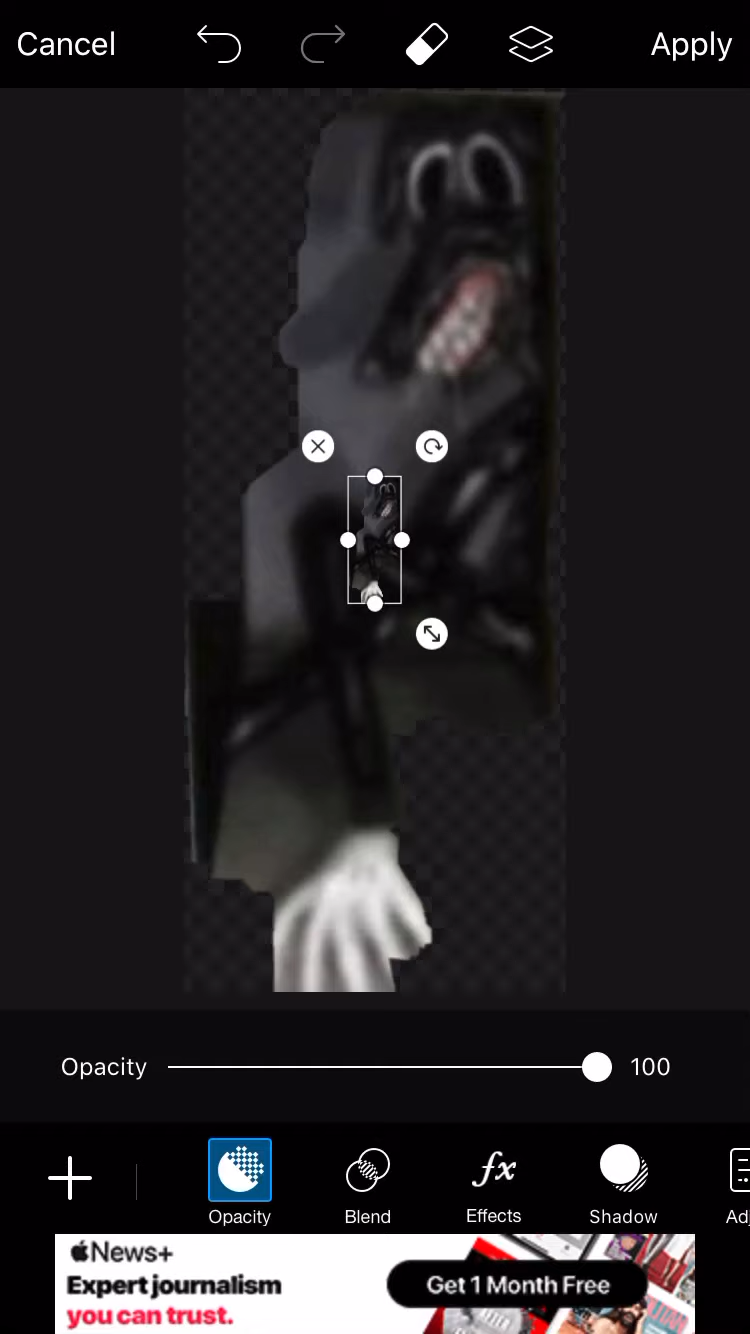 Cancel
Apply
Opacity
100
Opacity
Blend
fx
Effects
Shadow
Adj
News+
Expert journalism
you can trust.
Get 1 Month Free